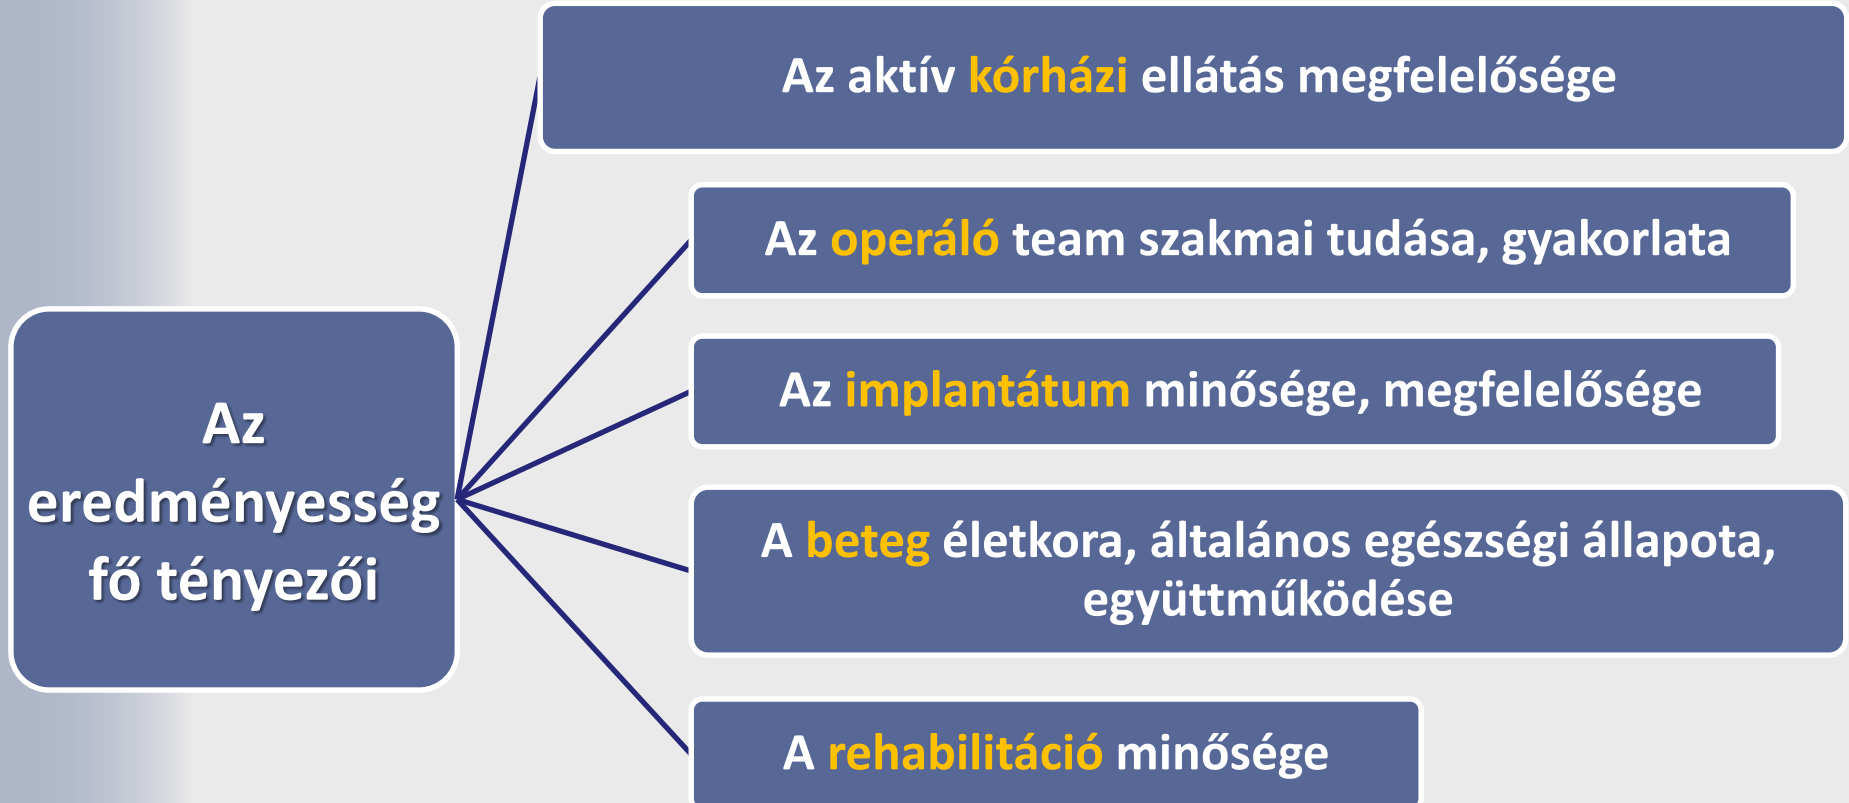 Az aktív kórházi ellátás megfelelősége
Az operáló team szakmai tudása, gyakorlata
Az implantátum minősége, megfelelősége
Az
eredményesség
fő tényezői
A beteg életkora, általános egészségi állapota,
együttműködése
A rehabilitáció minősége